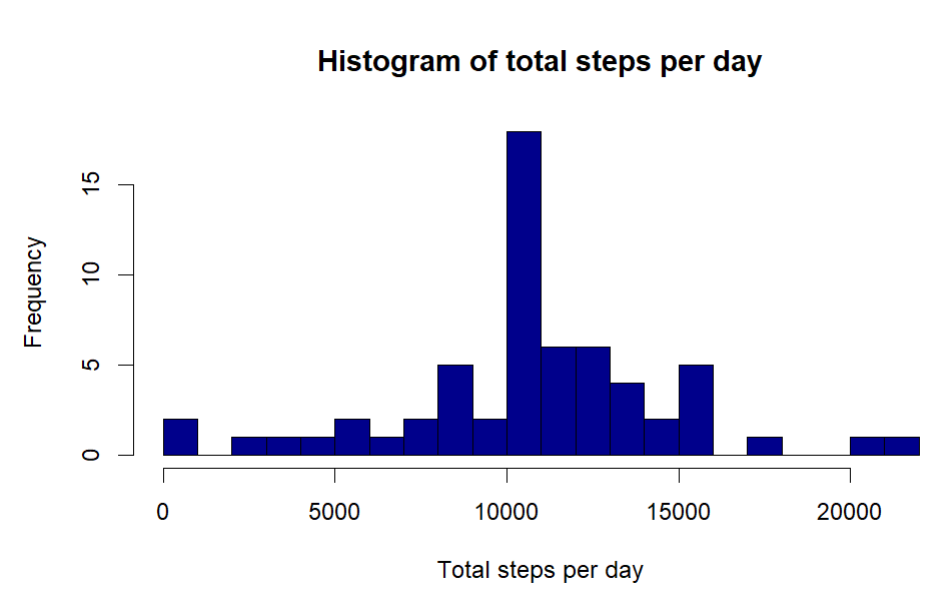 Histogram of total steps per day
Frequency
15
10
5
0
0 5000 10000 15000 20000
Total steps per day